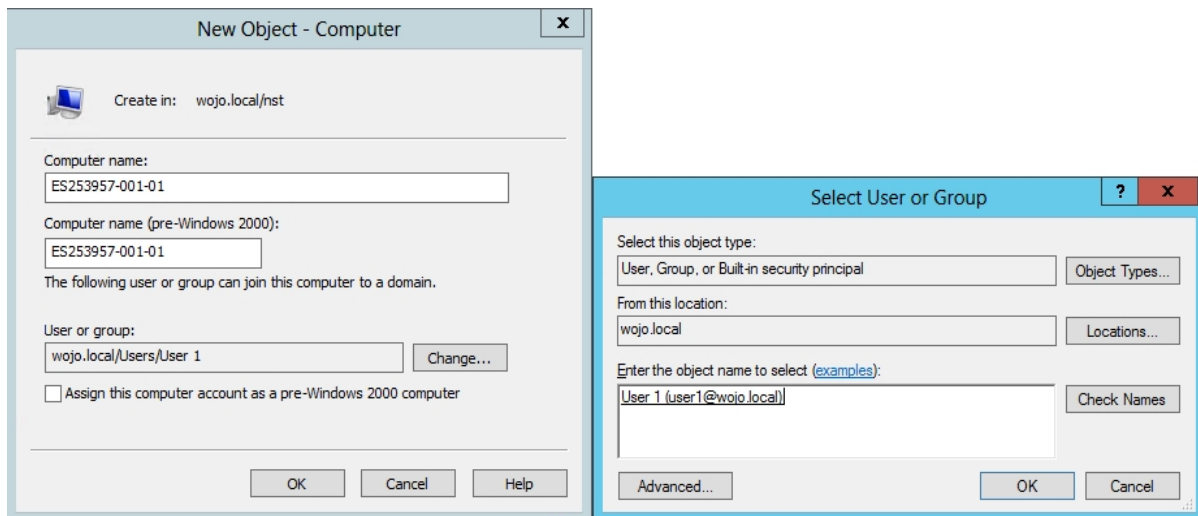 New Object - Computer
x
Create in: wojo.local/nst
Computer name:
ES253957-001-01
Computer name (pre-Windows 2000):
ES253957-001-01
The following user or group can join this computer to a domain.
User or group:
wojo.local/Users/User 1
Change...
Assign this computer account as a pre-Windows 2000 computer
OK
Cancel
Help
Select User or Group
?
x
Select this object type:
User, Group, or Built-in security principal
Object Types...
From this location:
wojo.local
Locations...
Enter the object name to select (examples):
User 1 (user1@wojo.local)
Check Names
Advanced...
OK
Cancel